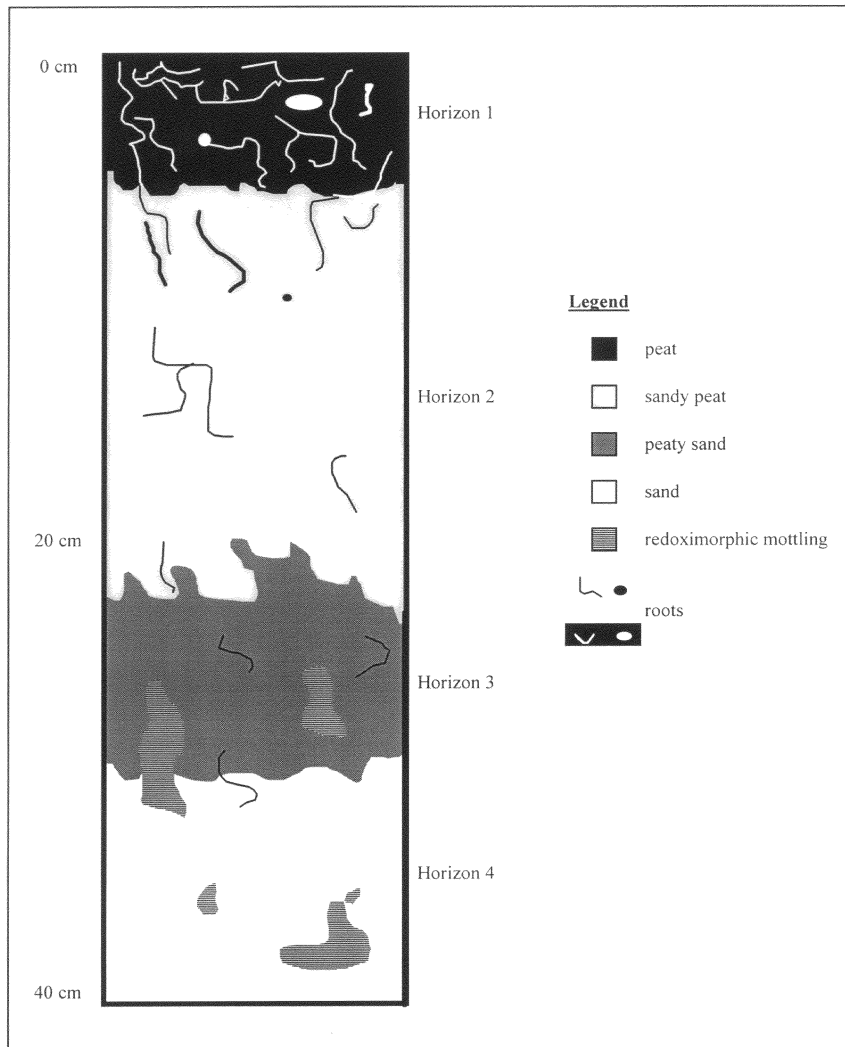 0 cm
Horizon 1
Legend
peat
Horizon 2
sandy peat
peaty sand
sand
20 cm
redoximorphic mottling
roots
Horizon 3
Horizon 4
40 cm